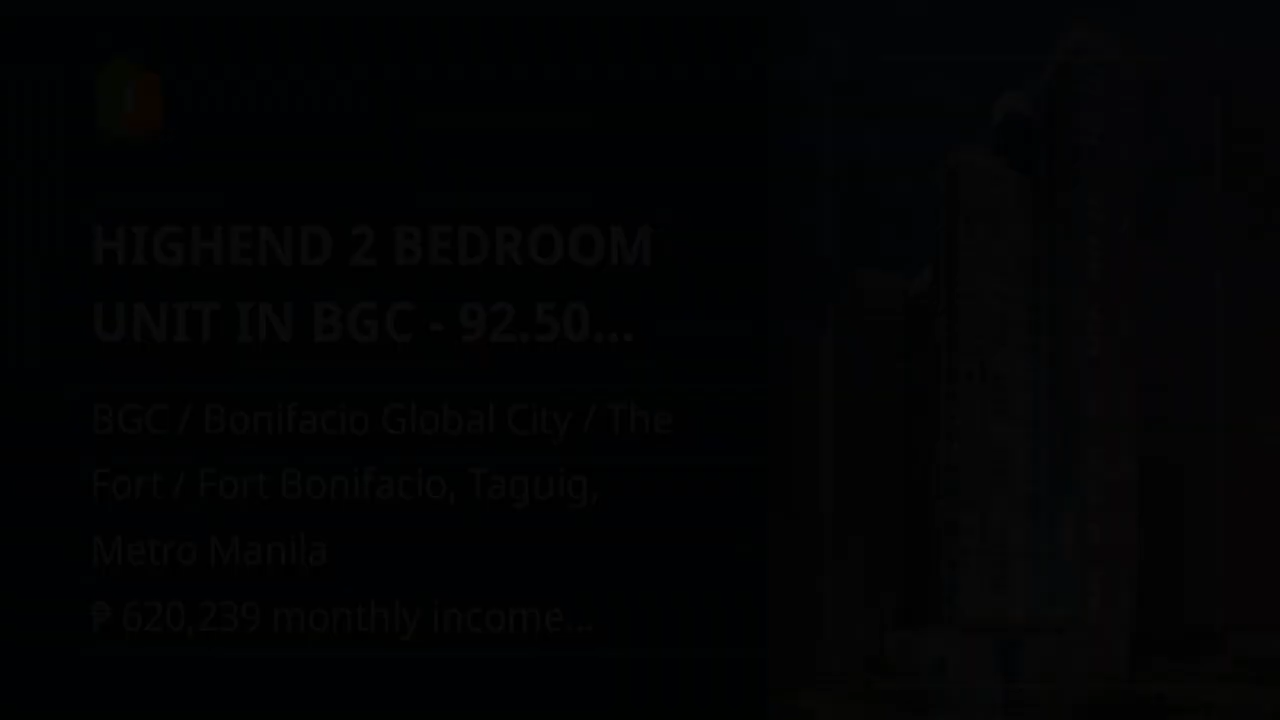 HIGHEND 2 BEDROOM
UNIT IN BGC - 92.50...
BGC / Bonifacio Global City / The
Fort / Fort Bonifacio, Taguig,
Metro Manila
₱ 620,239 monthly income...